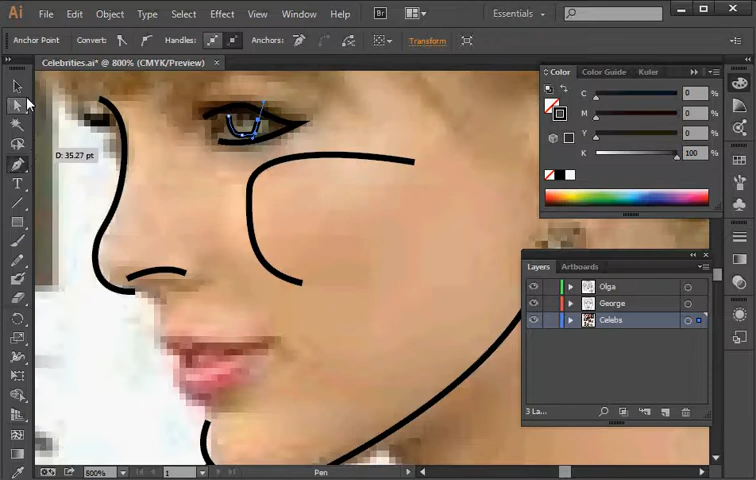 Ai File Edit Object Type Select Effect View Window Help Br Essentials
Anchor Point Convert: Handles: Anchors: Transform
Celebrities.ai* @ 800% (CMYK/Preview) ×
Color Color Guide Kuler
C 0 %
M 0 %
Y 0 %
K 100 %
D: 35.27 pt
T
Layers Artboards
Olga
George
Celebs
3 La...
1 Pen